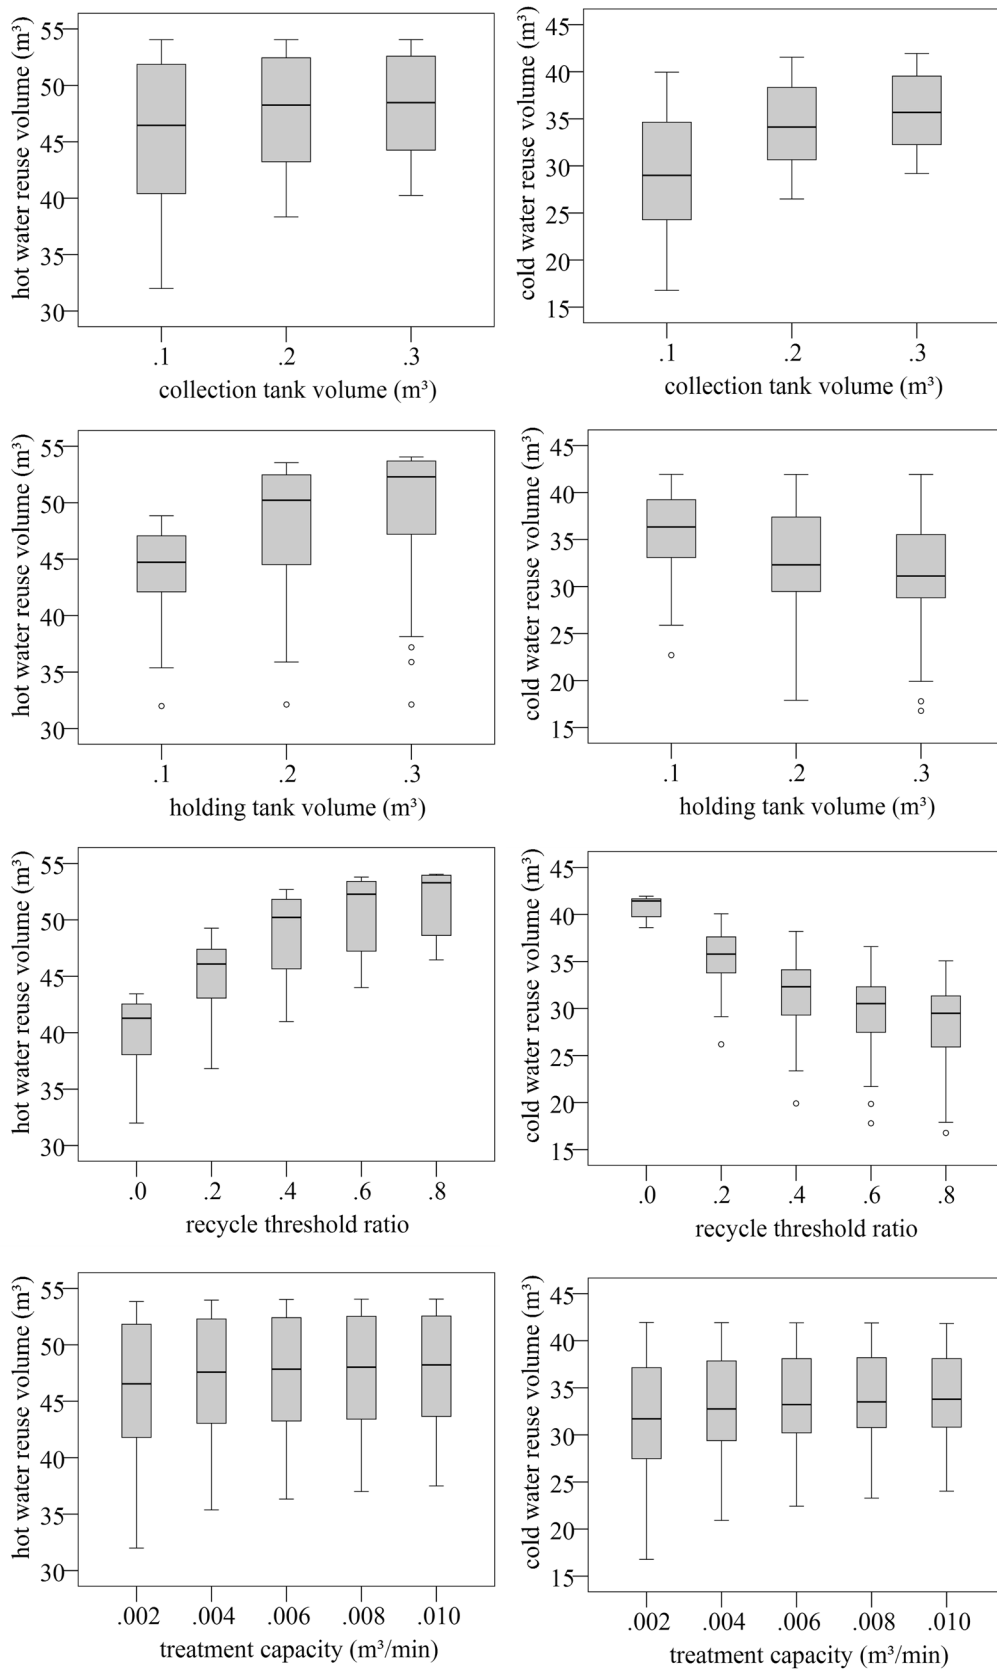 hot water reuse volume (m³)
55
50
45
40
35
30
.1 .2 .3
collection tank volume (m³)
cold water reuse volume (m³)
45
40
35
30
25
20
15
.1 .2 .3
collection tank volume (m³)
hot water reuse volume (m³)
55
50
45
40
35
30
.1 .2 .3
holding tank volume (m³)
cold water reuse volume (m³)
45
40
35
30
25
20
15
.1 .2 .3
holding tank volume (m³)
hot water reuse volume (m³)
55
50
45
40
35
30
.0 .2 .4 .6 .8
recycle threshold ratio
cold water reuse volume (m³)
45
40
35
30
25
20
15
.0 .2 .4 .6 .8
recycle threshold ratio
hot water reuse volume (m³)
55
50
45
40
35
30
.002 .004 .006 .008 .010
treatment capacity (m³/min)
cold water reuse volume (m³)
45
40
35
30
25
20
15
.002 .004 .006 .008 .010
treatment capacity (m³/min)